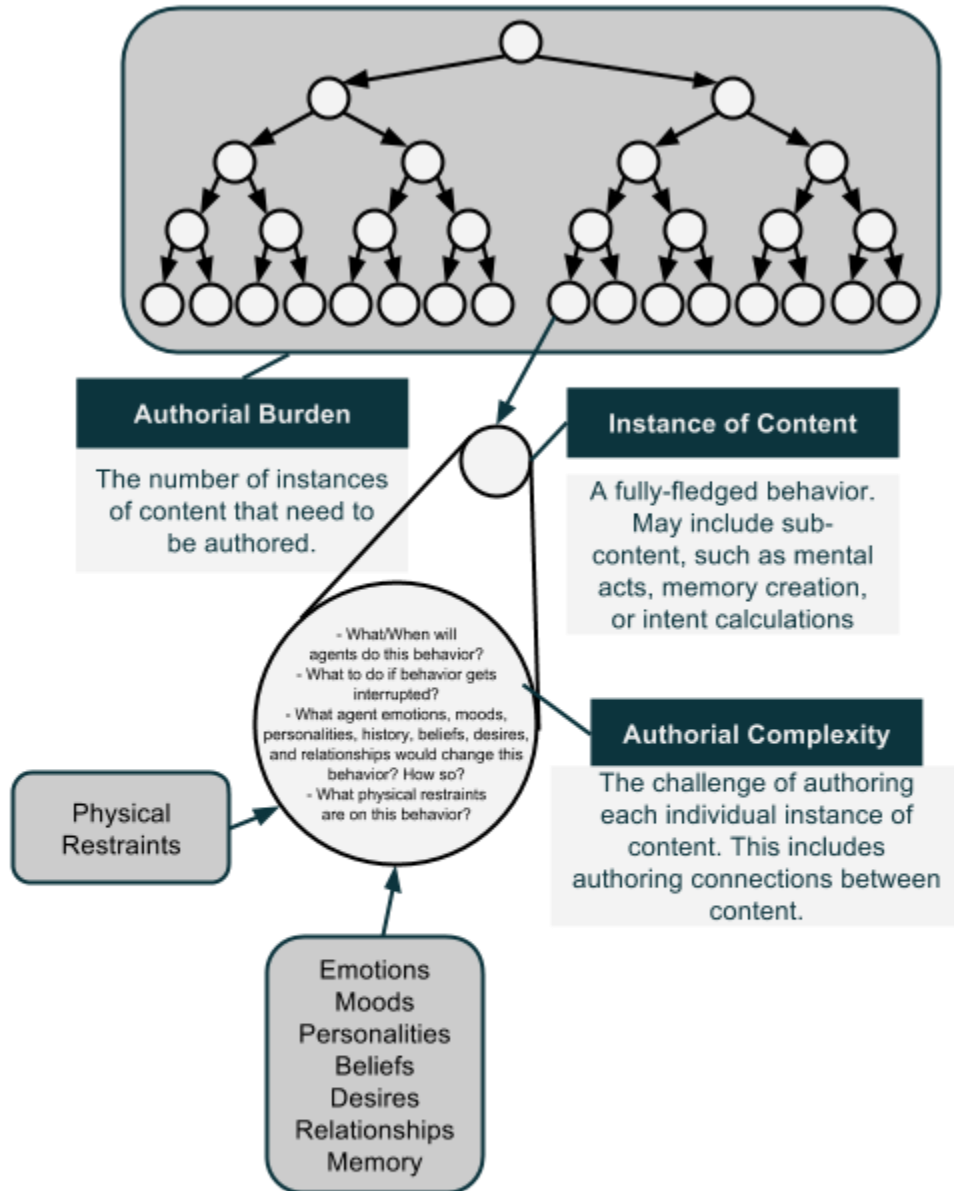 Authorial Burden
The number of instances
of content that need to
be authored.
Instance of Content
A fully-fledged behavior.
May include sub-
content, such as mental
acts, memory creation,
or intent calculations
- What/When will
agents do this behavior?
- What to do if behavior gets
interrupted?
- What agent emotions, moods,
personalities, history, beliefs, desires,
and relationships would change this
behavior? How so?
- What physical restraints
are on this behavior?
Authorial Complexity
The challenge of authoring
each individual instance of
content. This includes
authoring connections between
content.
Physical
Restraints
Emotions
Moods
Personalities
Beliefs
Desires
Relationships
Memory